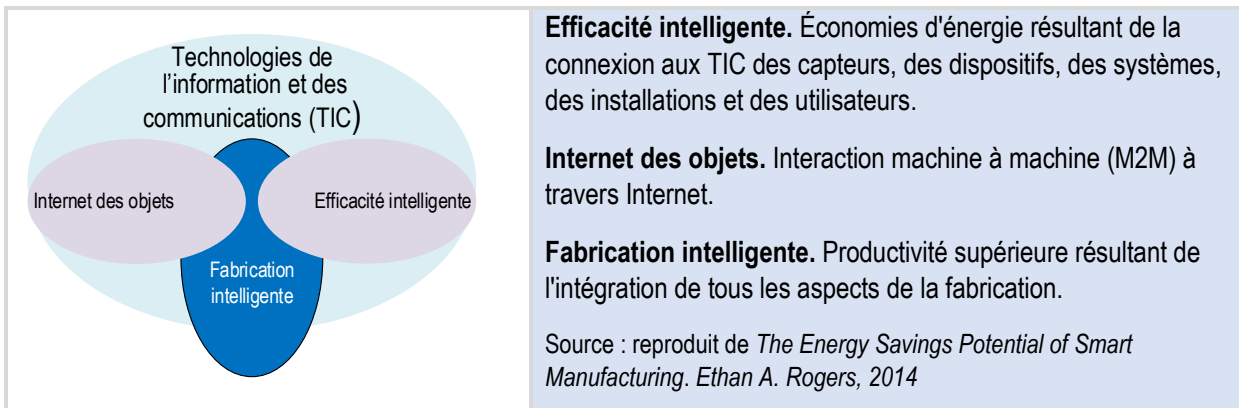 Technologies de
l'information et des
communications (TIC)
Internet des objets
Efficacité intelligente
Fabrication
intelligente
Efficacité intelligente. Économies d'énergie résultant de la
connexion aux TIC des capteurs, des dispositifs, des systèmes,
des installations et des utilisateurs.
Internet des objets. Interaction machine à machine (M2M) à
travers Internet.
Fabrication intelligente. Productivité supérieure résultant de
l'intégration de tous les aspects de la fabrication.
Source : reproduit de The Energy Savings Potential of Smart
Manufacturing. Ethan A. Rogers, 2014